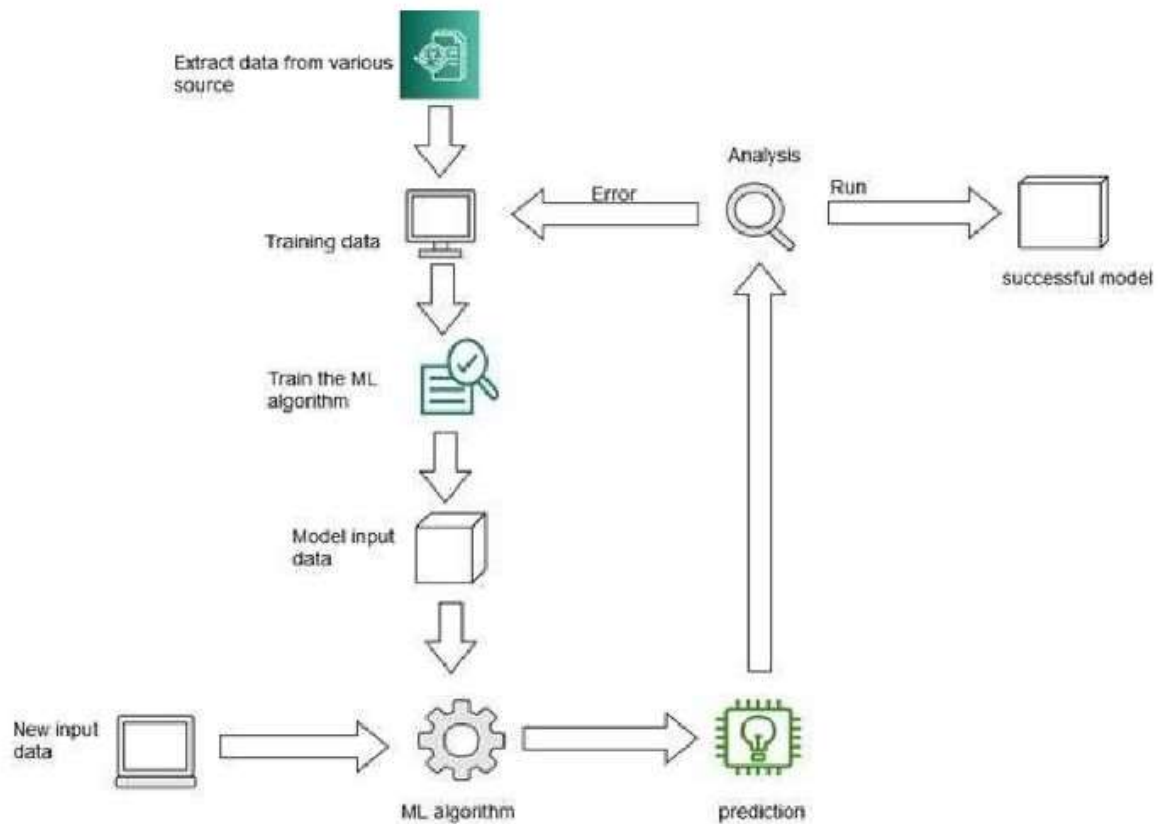 Extract data from various
source
Analysis
Error
Run
Training data
successful model
Train the ML
algorithm
Model input
data
New input
data
ML algorithm
prediction